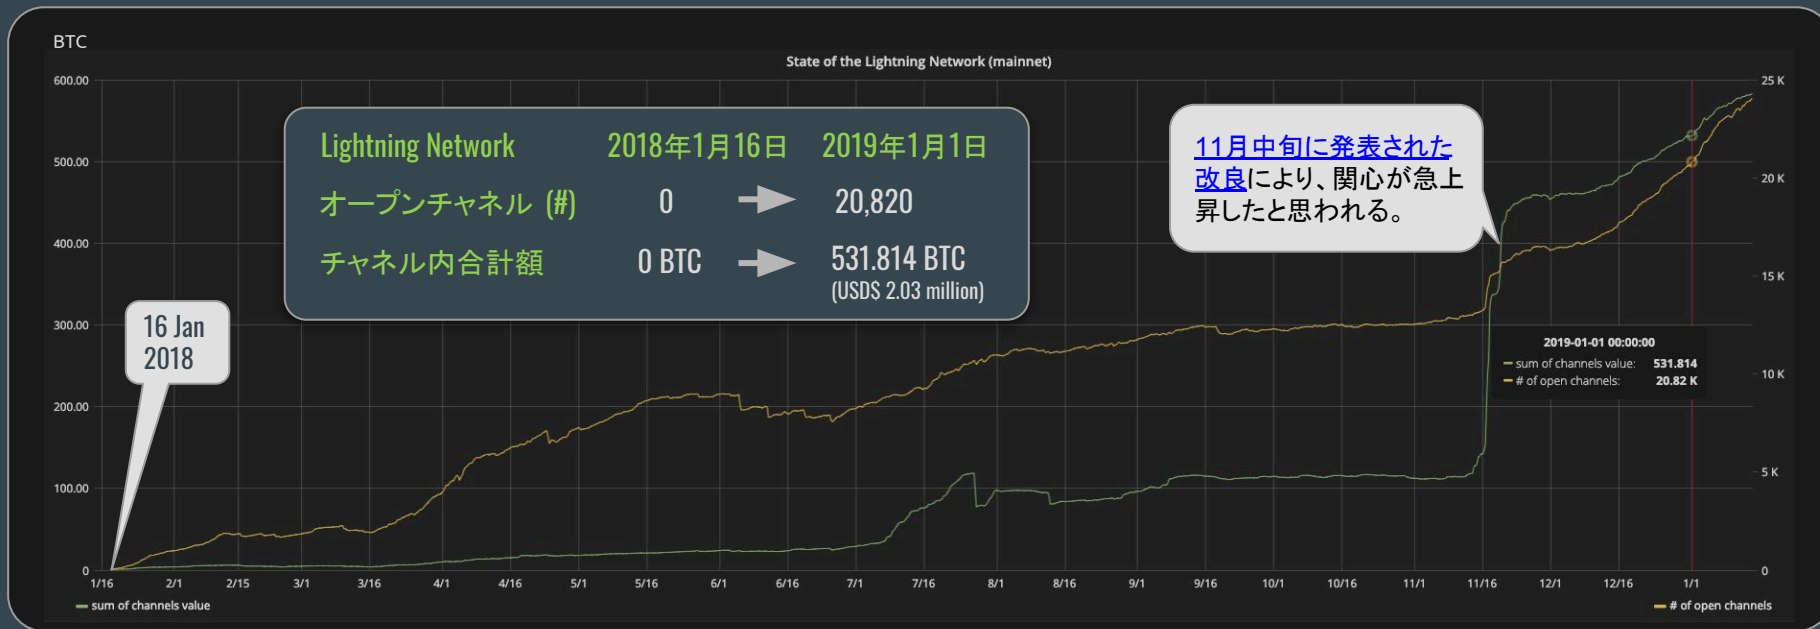 BTC
State of the Lightning Network (mainnet)
600.00
500.00
400.00
300.00
200.00
100.00
0
25 K
20 K
15 K
10 K
5 K
0
Lightning Network 2018年1月16日 2019年1月1日
オープンチャネル (#) 0 20,820
チャネル内合計額 0 BTC 531.814 BTC
(USD$ 2.03 million)
11月中旬に発表された
改良により、関心が急上
昇したと思われる。
16 Jan
2018
2019-01-01 00:00:00
sum of channels value: 531.814
# of open channels: 20.82 K
1/16 2/1 2/15 3/1 3/16 4/1 4/16 5/1 5/16 6/1 6/16 7/1 7/16 8/1 8/16 9/1 9/16 10/1 10/16 11/1 11/16 12/1 12/16 1/1
sum of channels value
# of open channels